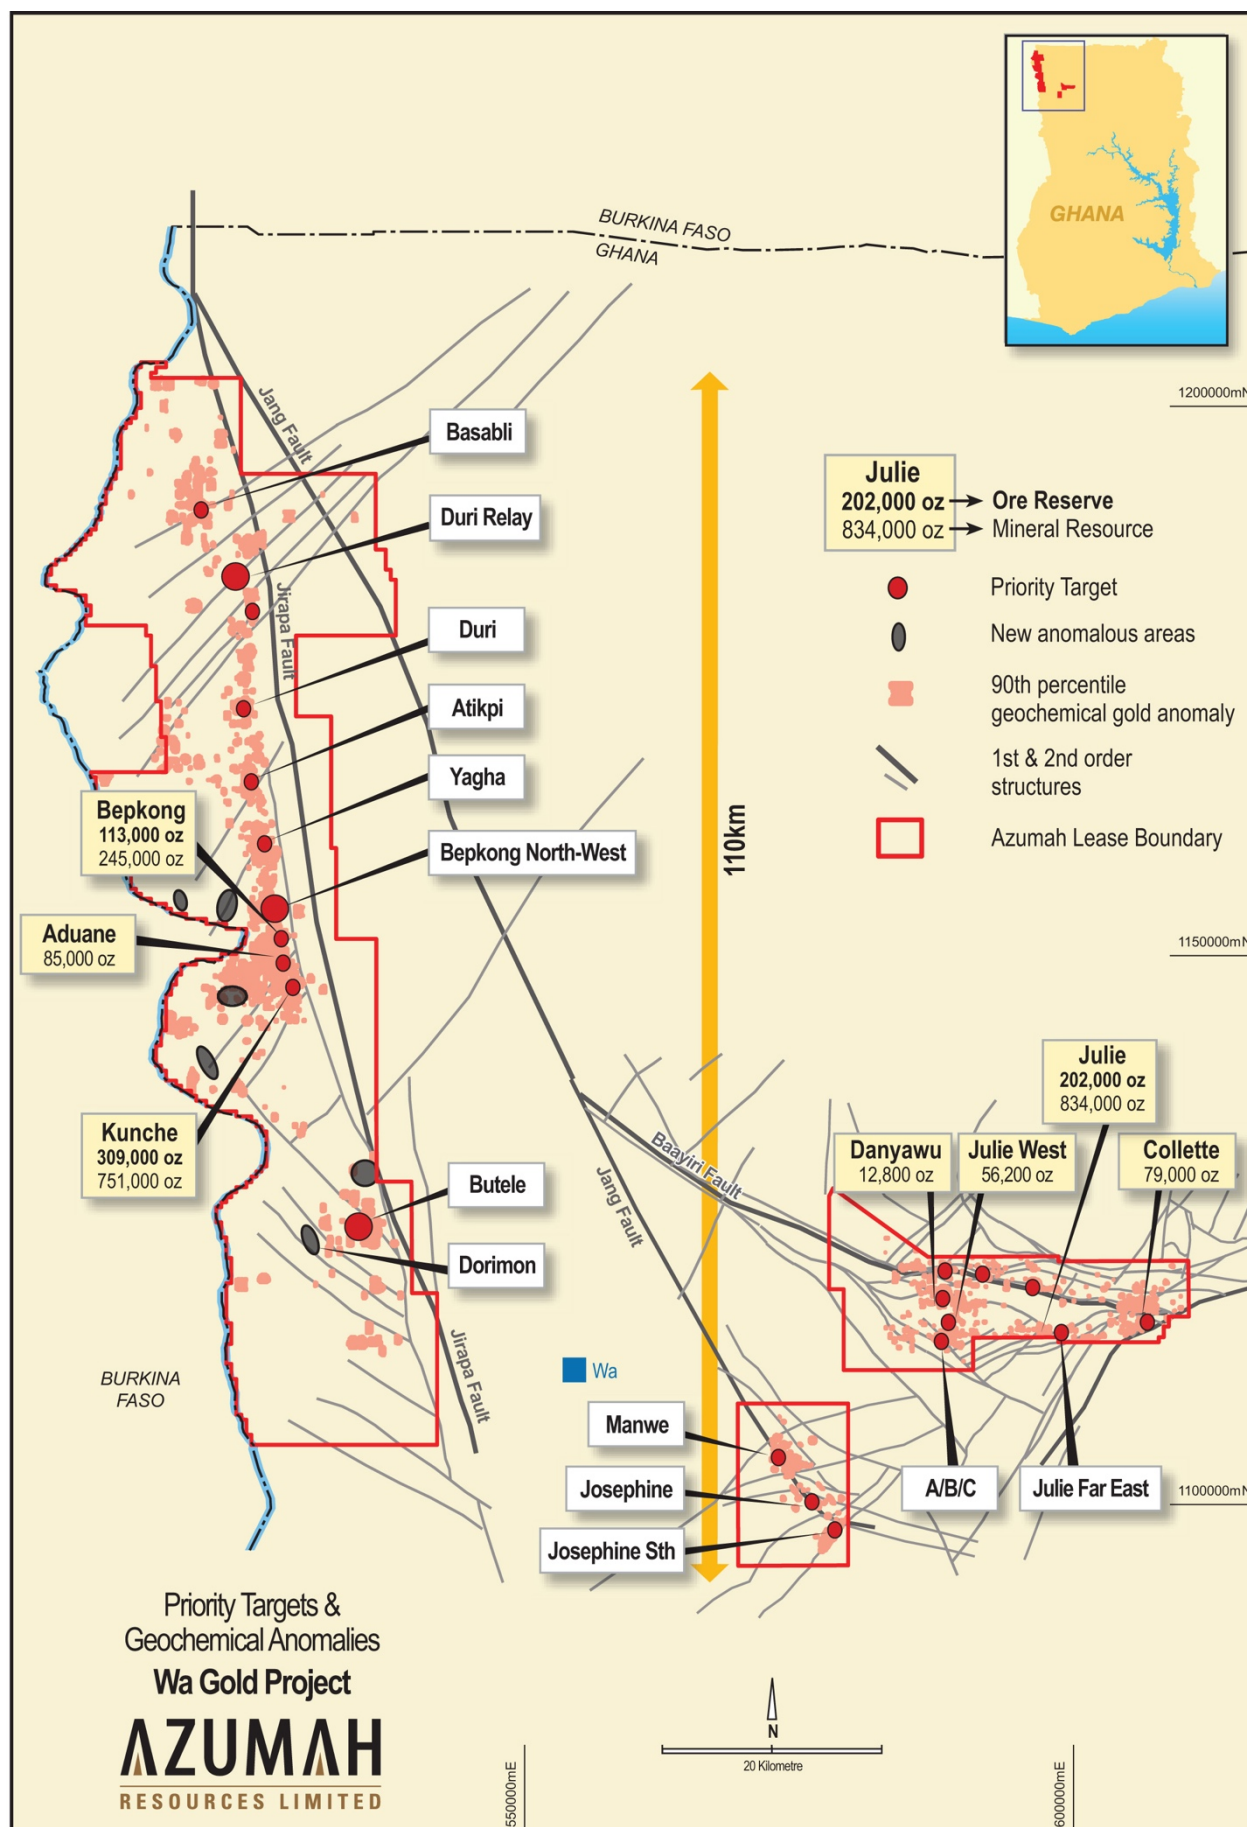 GHANA
BURKINA FASO
GHANA
1200000mN
Jang Fault
Basabli
Duri Relay
Jirapa Fault
Duri
Atikpi
Yagha
Bepkong North-West
Bepkong
113,000 oz
245,000 oz
Aduane
85,000 oz
Kunche
309,000 oz
751,000 oz
110km
Julie
202,000 oz
834,000 oz
Ore Reserve
Mineral Resource
Priority Target
New anomalous areas
90th percentile
geochemical gold anomaly
1st & 2nd order
structures
Azumah Lease Boundary
1150000mN
Julie
202,000 oz
834,000 oz
Danyawu
12,800 oz
Julie West
56,200 oz
Collette
79,000 oz
Baayiri Fault
Jang Fault
Butele
Dorimon
Jirapa Fault
BURKINA
FASO
Wa
Manwe
Josephine
Josephine Sth
A/B/C
Julie Far East
1100000mN
Priority Targets &
Geochemical Anomalies
Wa Gold Project
AZUMAH
RESOURCES LIMITED
N
20 Kilometre
550000mE
600000mE